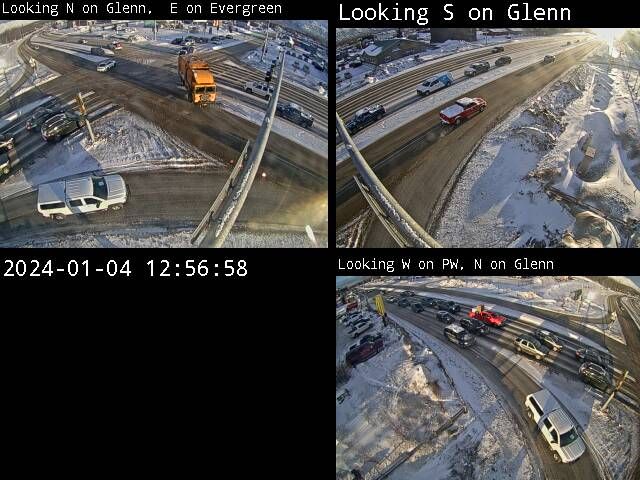 Looking N on Glenn,  E on Evergreen
Looking S on Glenn
2024-01-04 12:56:58
Looking W on PW, N on Glenn